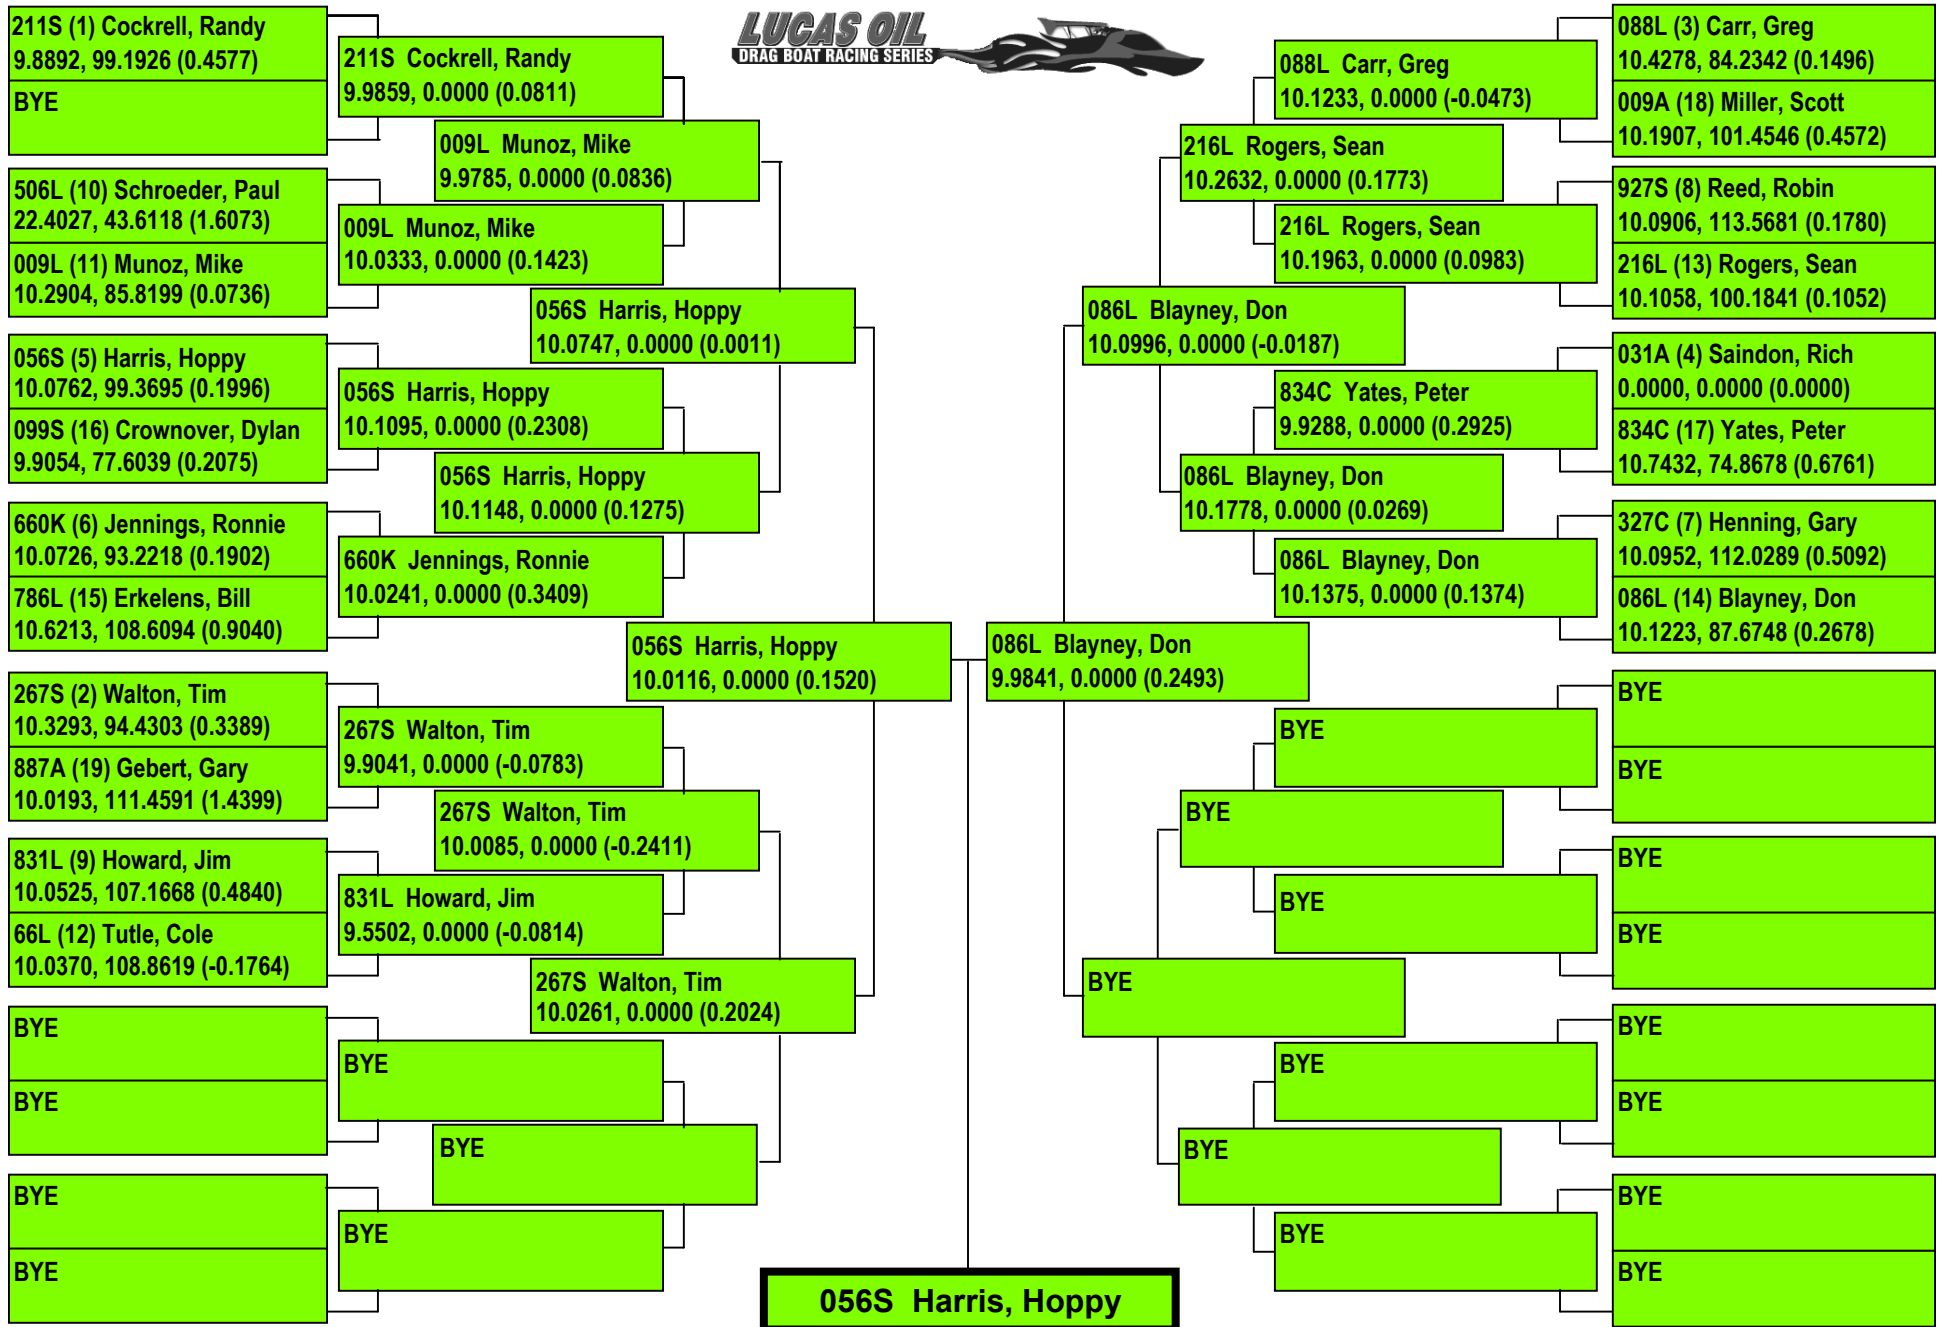 LUCAS OIL
DRAG BOAT RACING SERIES
211S (1) Cockrell, Randy
9.8892, 99.1926 (0.4577)
BYE
506L (10) Schroeder, Paul
22.4027, 43.6118 (1.6073)
009L (11) Munoz, Mike
10.2904, 85.8199 (0.0736)
056S (5) Harris, Hoppy
10.0762, 99.3695 (0.1996)
099S (16) Crownover, Dylan
9.9054, 77.6039 (0.2075)
660K (6) Jennings, Ronnie
10.0726, 93.2218 (0.1902)
786L (15) Erkelens, Bill
10.6213, 108.6094 (0.9040)
267S (2) Walton, Tim
10.3293, 94.4303 (0.3389)
887A (19) Gebert, Gary
10.0193, 111.4591 (1.4399)
831L (9) Howard, Jim
10.0525, 107.1668 (0.4840)
66L (12) Tutle, Cole
10.0370, 108.8619 (-0.1764)
BYE
BYE
BYE
BYE
211S Cockrell, Randy
9.9859, 0.0000 (0.0811)
009L Munoz, Mike
10.0333, 0.0000 (0.1423)
056S Harris, Hoppy
10.1095, 0.0000 (0.2308)
660K Jennings, Ronnie
10.0241, 0.0000 (0.3409)
267S Walton, Tim
9.9041, 0.0000 (-0.0783)
831L Howard, Jim
9.5502, 0.0000 (-0.0814)
BYE
BYE
009L Munoz, Mike
9.9785, 0.0000 (0.0836)
056S Harris, Hoppy
10.1148, 0.0000 (0.1275)
267S Walton, Tim
10.0085, 0.0000 (-0.2411)
BYE
056S Harris, Hoppy
10.0747, 0.0000 (0.0011)
267S Walton, Tim
10.0261, 0.0000 (0.2024)
056S Harris, Hoppy
10.0116, 0.0000 (0.1520)
086L Blayney, Don
9.9841, 0.0000 (0.2493)
086L Blayney, Don
10.0996, 0.0000 (-0.0187)
BYE
216L Rogers, Sean
10.2632, 0.0000 (0.1773)
086L Blayney, Don
10.1778, 0.0000 (0.0269)
BYE
BYE
088L Carr, Greg
10.1233, 0.0000 (-0.0473)
216L Rogers, Sean
10.1963, 0.0000 (0.0983)
834C Yates, Peter
9.9288, 0.0000 (0.2925)
086L Blayney, Don
10.1375, 0.0000 (0.1374)
BYE
BYE
BYE
BYE
088L (3) Carr, Greg
10.4278, 84.2342 (0.1496)
009A (18) Miller, Scott
10.1907, 101.4546 (0.4572)
927S (8) Reed, Robin
10.0906, 113.5681 (0.1780)
216L (13) Rogers, Sean
10.1058, 100.1841 (0.1052)
031A (4) Saindon, Rich
0.0000, 0.0000 (0.0000)
834C (17) Yates, Peter
10.7432, 74.8678 (0.6761)
327C (7) Henning, Gary
10.0952, 112.0289 (0.5092)
086L (14) Blayney, Don
10.1223, 87.6748 (0.2678)
BYE
BYE
BYE
BYE
BYE
BYE
BYE
BYE
056S Harris, Hoppy